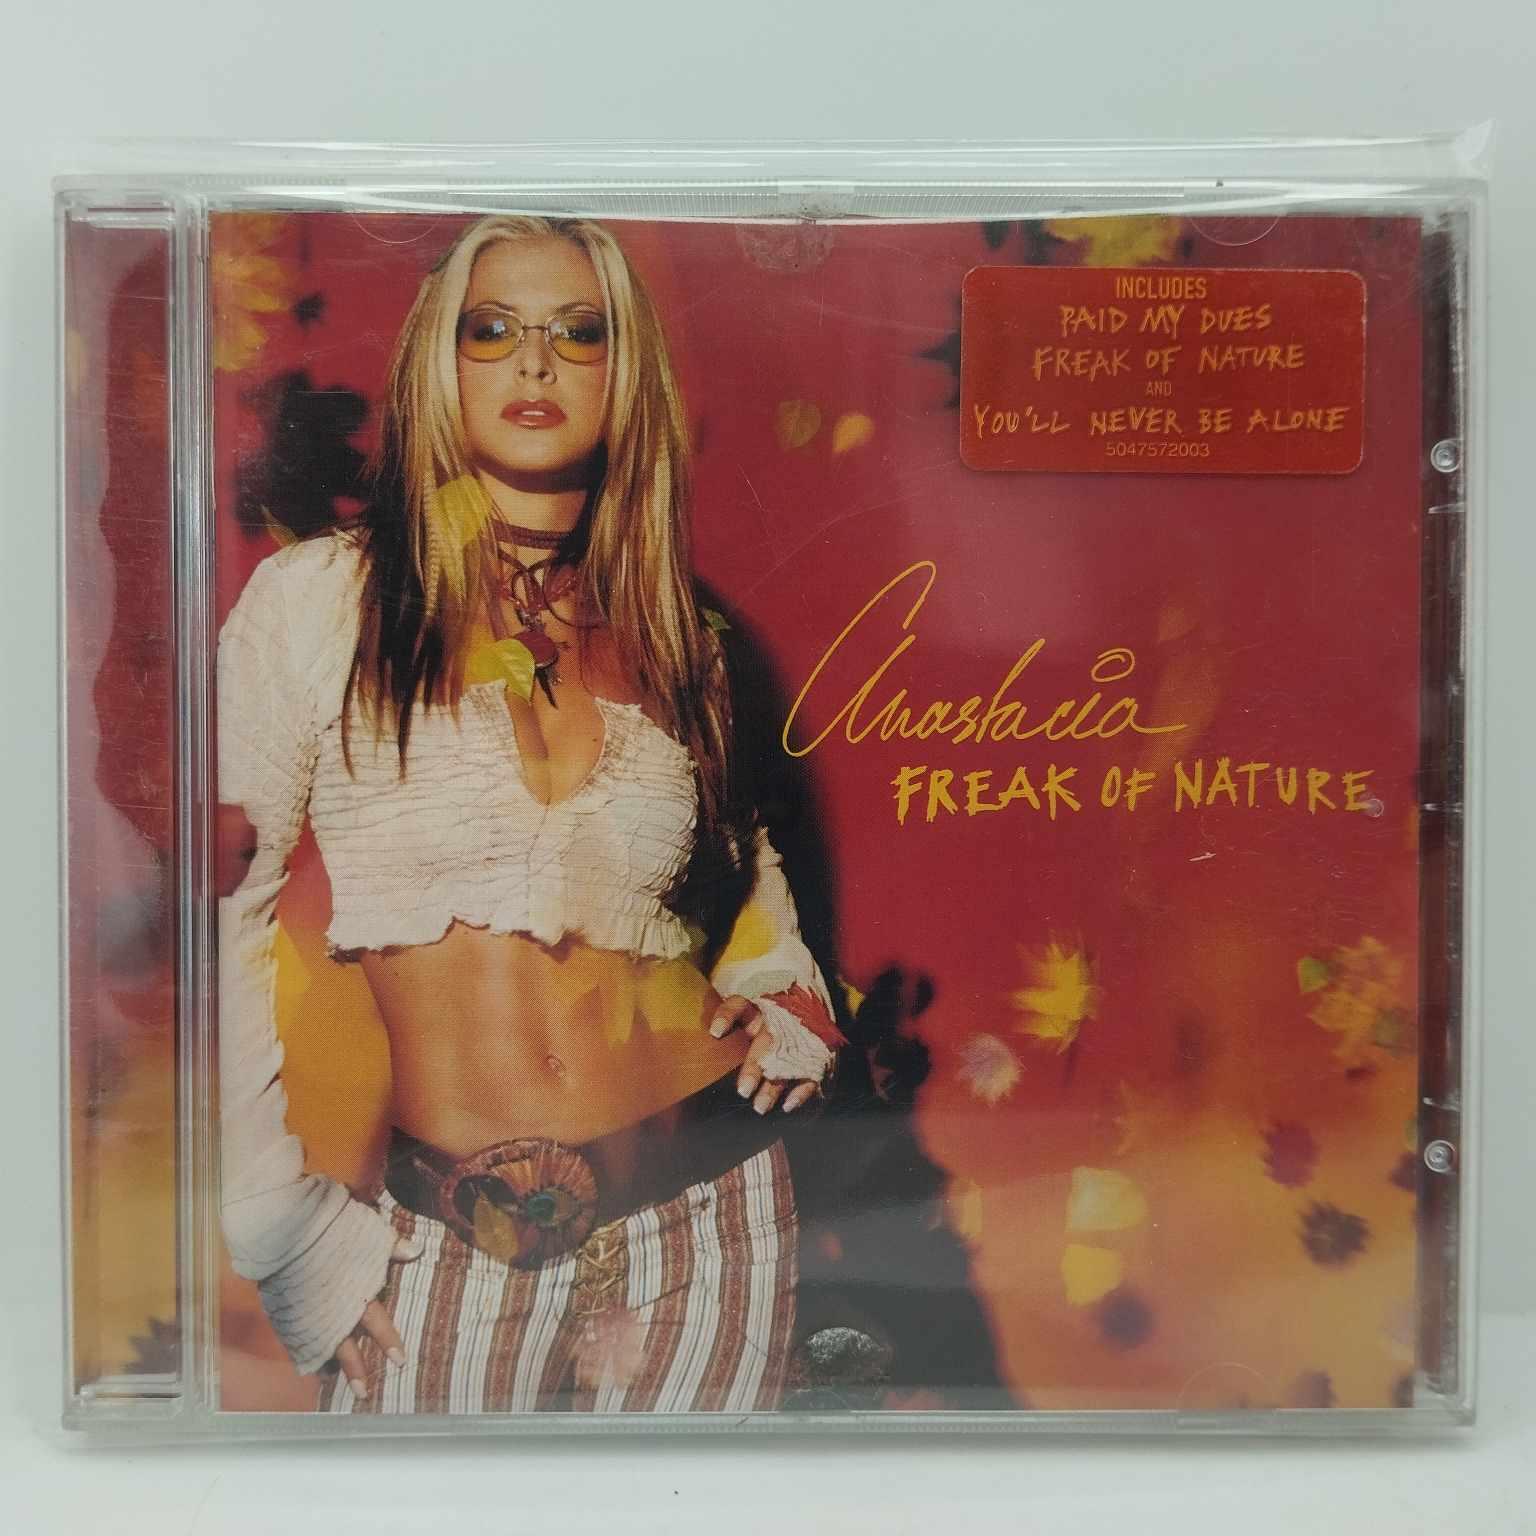 INCLUDES
PAID MY DUES
FREAK OF NATURE
AND
YOU'LL NEVER BE ALONE
5047572003
Anastacia
FREAK OF NATURE